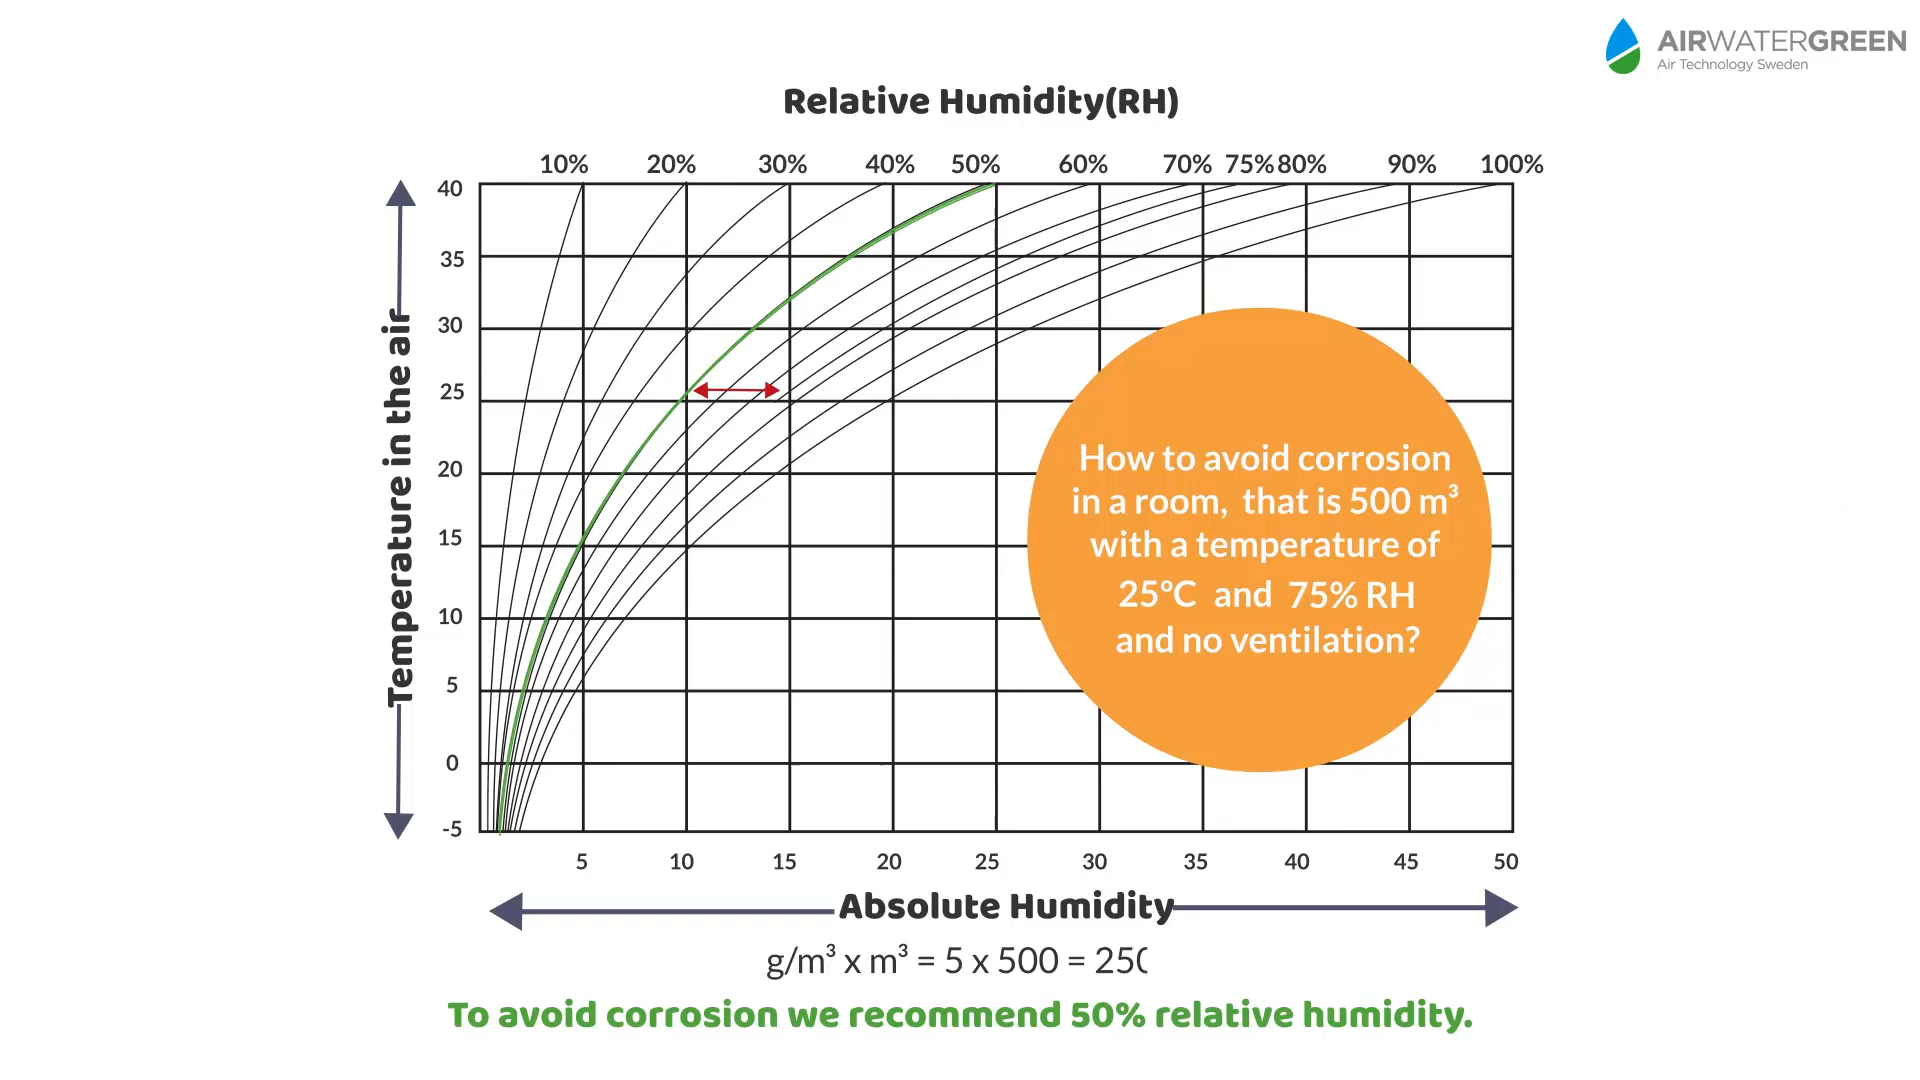 AIRWATERGREEN
Air Technology Sweden
Relative Humidity(RH)
10% 20% 30% 40% 50% 60% 70% 75% 80% 90% 100%
40
35
30
25
20
15
10
5
0
-5
Temperature in the air
How to avoid corrosion
in a room, that is 500 m³
with a temperature of
25°C and 75% RH
and no ventilation?
5 10 15 20 25 30 35 40 45 50
Absolute Humidity
g/m³ x m³ = 5 x 500 = 250
To avoid corrosion we recommend 50% relative humidity.